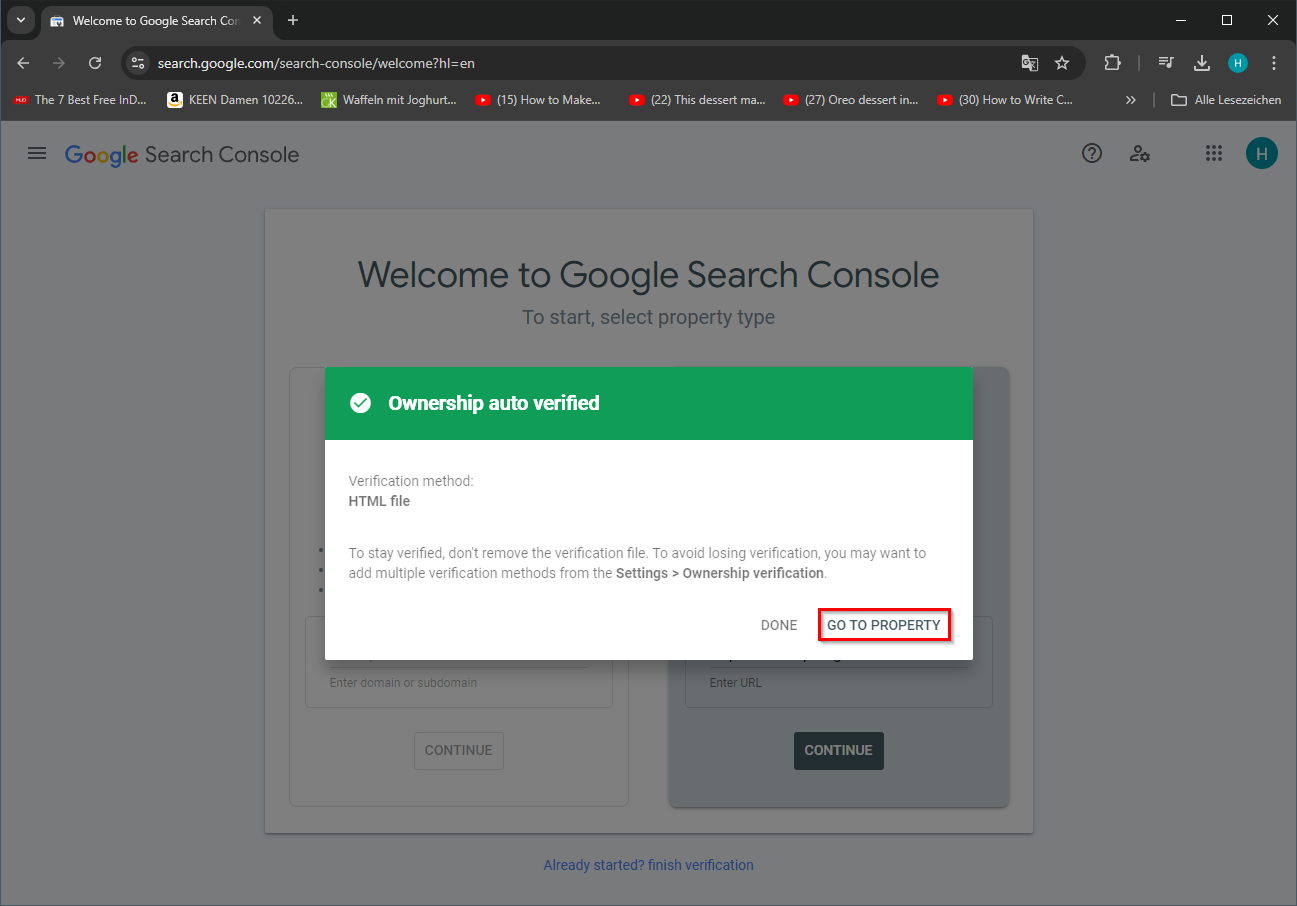 Welcome to Google Search Con
search.google.com/search-console/welcome?hl=en
H
The 7 Best Free InD...
KEEN Damen 10226...
Waffeln mit Joghurt...
(15) How to Make...
(22) This dessert ma...
(27) Oreo dessert in...
(30) How to Write C...
Alle Lesezeichen
Google Search Console
H
Welcome to Google Search Console
To start, select property type
Ownership auto verified
Verification method:
HTML file
To stay verified, don't remove the verification file. To avoid losing verification, you may want to
add multiple verification methods from the Settings > Ownership verification.
DONE
GO TO PROPERTY
Enter domain or subdomain
Enter URL
CONTINUE
CONTINUE
Already started? finish verification